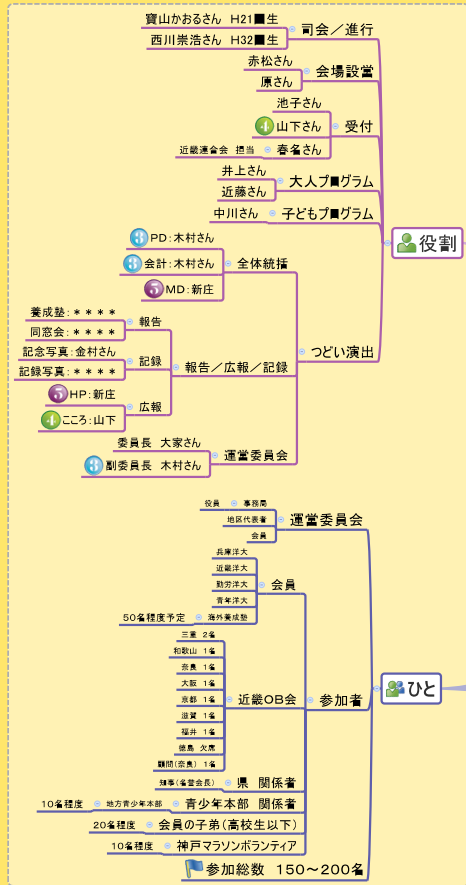 寶山かおるさん H21■生
司会／進行
西川崇浩さん H32■生
赤松さん
会場設営
原さん
池子さん
4 山下さん
受付
近畿連合会 担当
春名さん
井上さん
大人プ■グラム
近藤さん
中川さん
子どもプ■グラム
役割
3 PD:木村さん
3 会計:木村さん
全体統括
5 MD:新庄
養成塾:＊＊＊＊
報告
同窓会:＊＊＊＊
つどい演出
記念写真:金村さん
記録
報告／広報／記録
記録写真:＊＊＊＊
5 HP:新庄
広報
4 こころ:山下
委員長 大家さん
運営委員会
3 副委員長 木村さん
役員
事務局
地区代表者
運営委員会
会員
兵庫洋大
近畿洋大
勤労洋大
会員
青年洋大
50名程度予定
海外養成塾
三重 2名
和歌山 1名
奈良 1名
大阪 1名
京都 1名
近畿OB会
参加者
ひと
滋賀 1名
福井 1名
徳島 欠席
顧問(奈良) 1名
知事(名誉会長)
県 関係者
10名程度
地方青少年本部
青少年本部 関係者
20名程度
会員の子弟(高校生以下)
10名程度
神戸マラソンボランティア
参加総数 150～200名